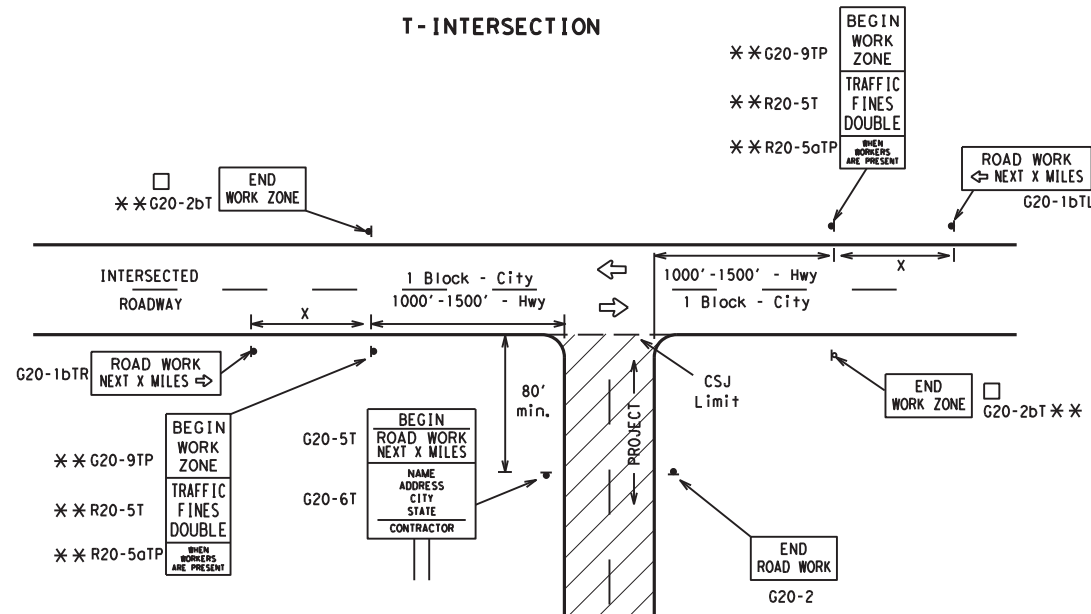 T-INTERSECTION
BEGIN
WORK
ZONE
TRAFFIC
FINES
DOUBLE
WHEN
WORKERS
ARE PRESENT
**G20-9TP
**R20-5T
**R20-5aTP
ROAD WORK
⇦ NEXT X MILES
G20-1bTL
□
**G20-2bT
END
WORK ZONE
INTERSECTED
ROADWAY
1 Block - City
1000'-1500' - Hwy
X
1000'-1500' - Hwy
1 Block - City
X
G20-1bTR
ROAD WORK
NEXT X MILES ⇨
80'
min.
CSJ
Limit
PROJECT
END
WORK ZONE
□
G20-2bT **
**G20-9TP
**R20-5T
**R20-5aTP
BEGIN
WORK
ZONE
TRAFFIC
FINES
DOUBLE
WHEN
WORKERS
ARE PRESENT
G20-5T
G20-6T
BEGIN
ROAD WORK
NEXT X MILES
NAME
ADDRESS
CITY
STATE
CONTRACTOR
END
ROAD WORK
G20-2